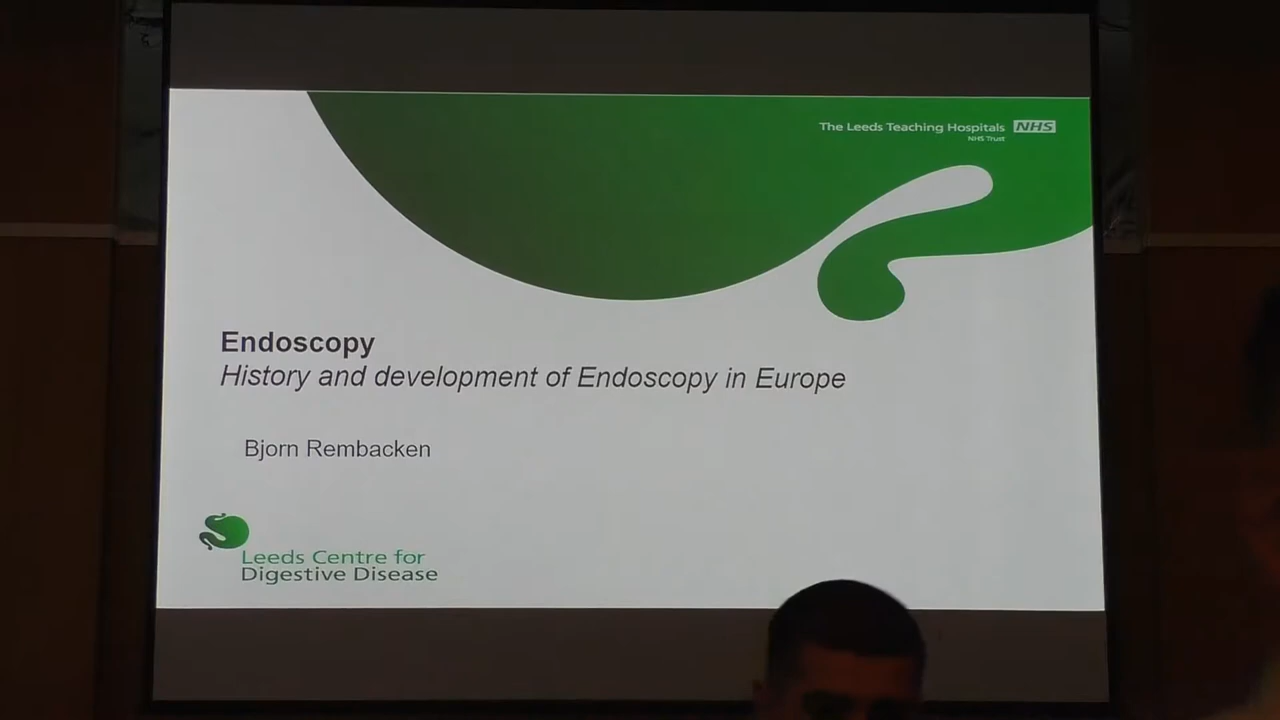 The Leeds Teaching Hospitals NHS
NHS Trust
Endoscopy
History and development of Endoscopy in Europe
Bjorn Rembacken
Leeds Centre for
Digestive Disease